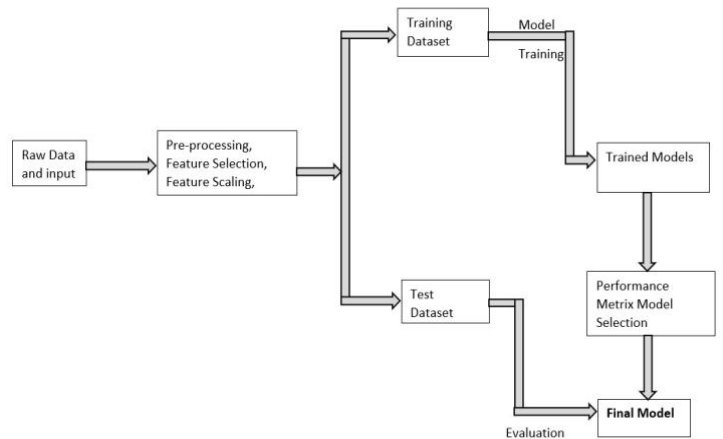 Raw Data
and input
Pre-processing,
Feature Selection,
Feature Scaling,
Training
Dataset
Model
Training
Trained Models
Test
Dataset
Performance
Metrix Model
Selection
Evaluation
Final Model